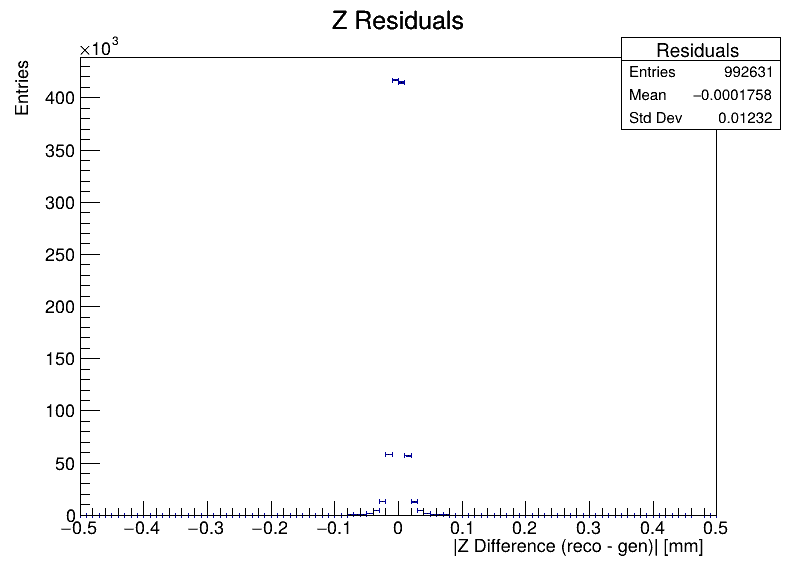 Z Residuals
×10³
Entries
400
350
300
250
200
150
100
50
0
−0.5 −0.4 −0.3 −0.2 −0.1 0 0.1 0.2 0.3 0.4 0.5
|Z Difference (reco - gen)| [mm]
Residuals
Entries 992631
Mean −0.0001758
Std Dev 0.01232